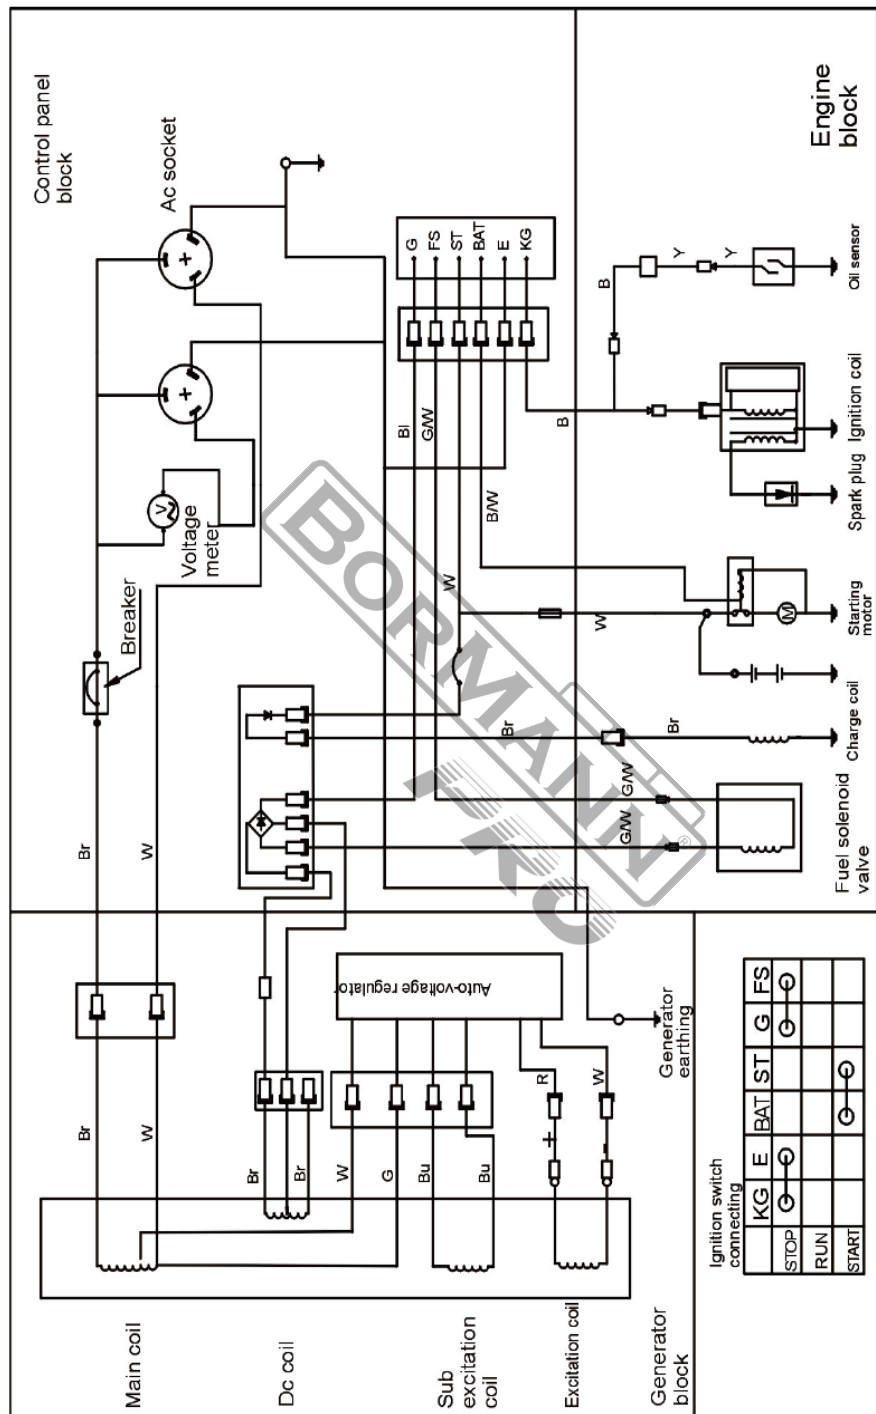 Control panel
block
Ac socket
Voltage
meter
Breaker
G
FS
ST
BAT
E
KG
Engine
block
Oil sensor
Ignition coil
Spark plug
Starting
motor
Charge coil
Fuel solenoid
valve
Bl
G/W
B/W
W
B
B
Y
Y
V
M
W
Br
Br
G/W
G/W
Br
W
BORMANN
®
PRO
Auto-voltage regulator
Generator
earthing
R
W
+
-
Br
W
Br
Br
W
G
Bu
Bu
Main coil
Dc coil
Sub
excitation
coil
Excitation coil
Generator
block
Ignition switch
connecting
KG E BAT ST G FS
STOP
RUN
START